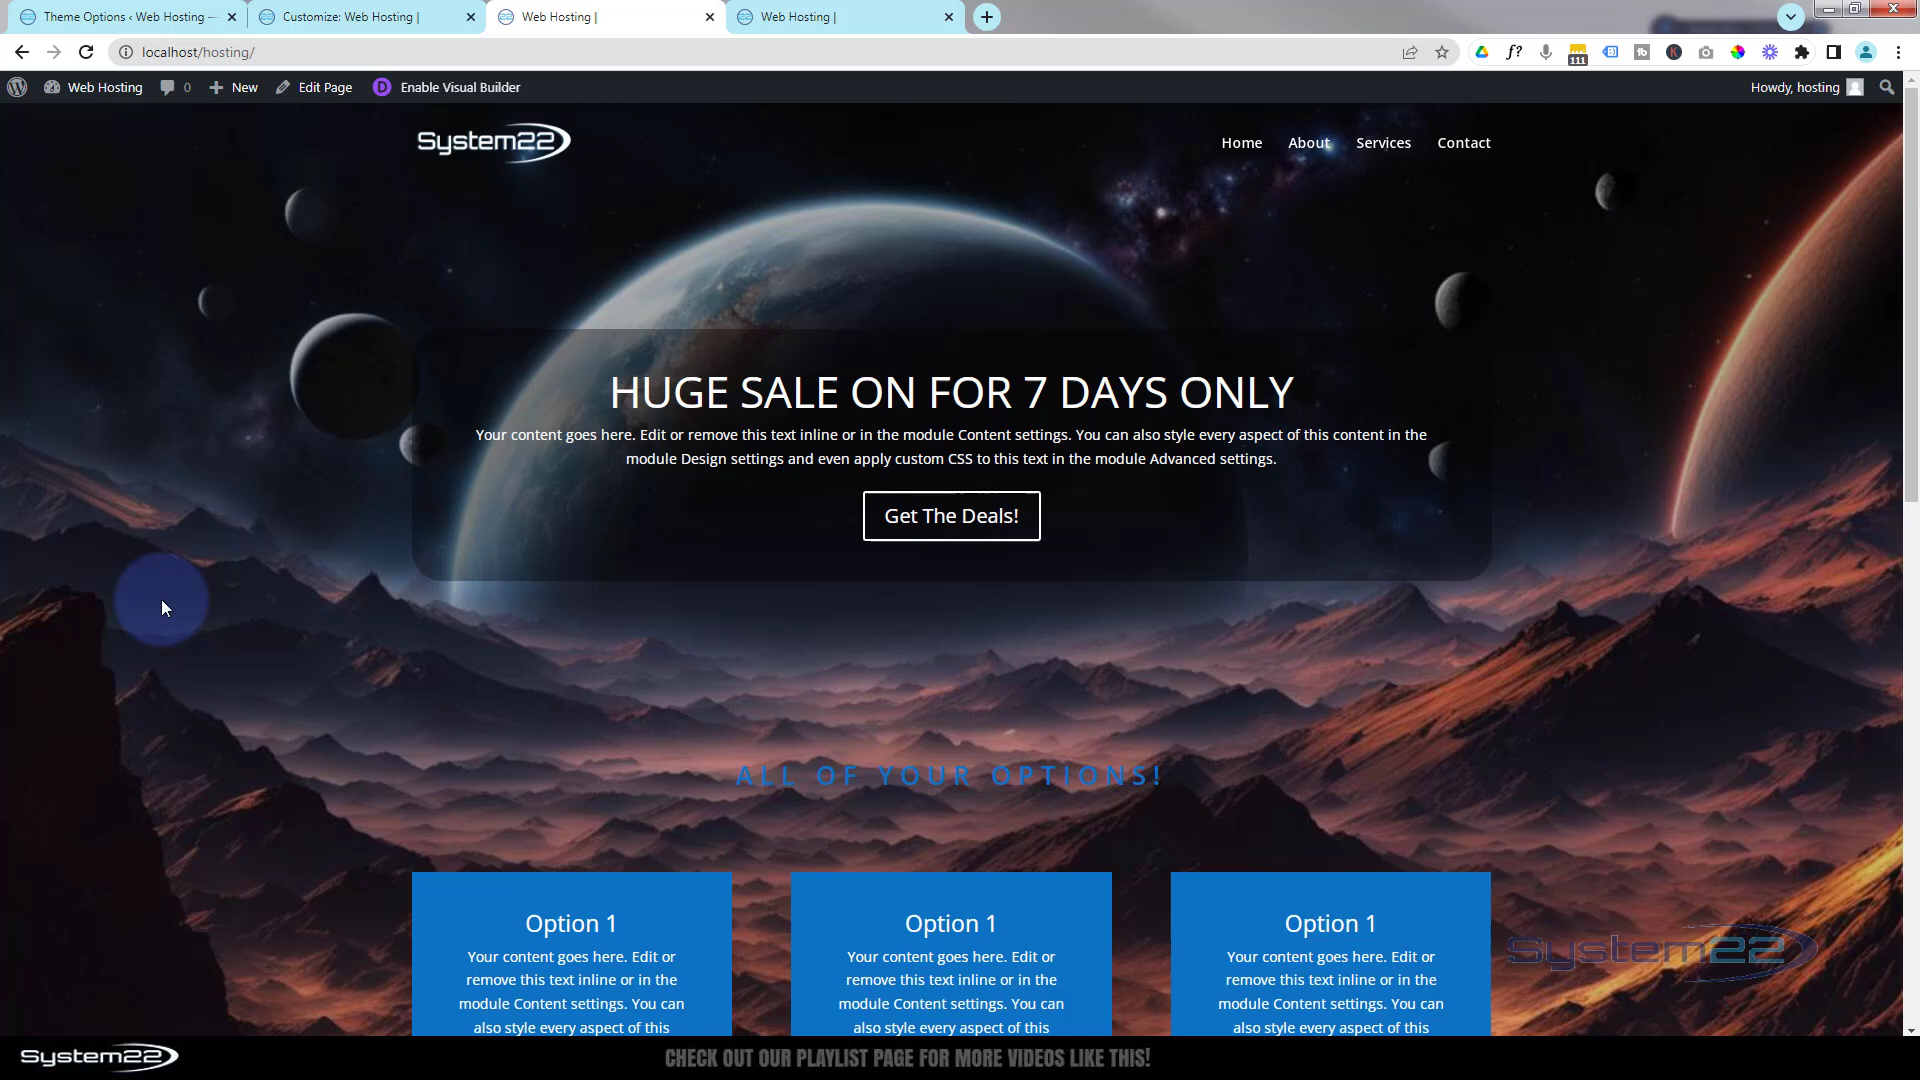 Theme Options ‹ Web Hosting —
Customize: Web Hosting |
Web Hosting |
Web Hosting |
localhost/hosting/
f?
111
Web Hosting
0
New
Edit Page
D
Enable Visual Builder
Howdy, hosting
System22
Home
About
Services
Contact
HUGE SALE ON FOR 7 DAYS ONLY
Your content goes here. Edit or remove this text inline or in the module Content settings. You can also style every aspect of this content in the
module Design settings and even apply custom CSS to this text in the module Advanced settings.
Get The Deals!
ALL OF YOUR OPTIONS!
Option 1
Your content goes here. Edit or
remove this text inline or in the
module Content settings. You can
also style every aspect of this
Option 1
Your content goes here. Edit or
remove this text inline or in the
module Content settings. You can
also style every aspect of this
Option 1
Your content goes here. Edit or
remove this text inline or in the
module Content settings. You can
also style every aspect of this
System22
System22
CHECK OUT OUR PLAYLIST PAGE FOR MORE VIDEOS LIKE THIS!